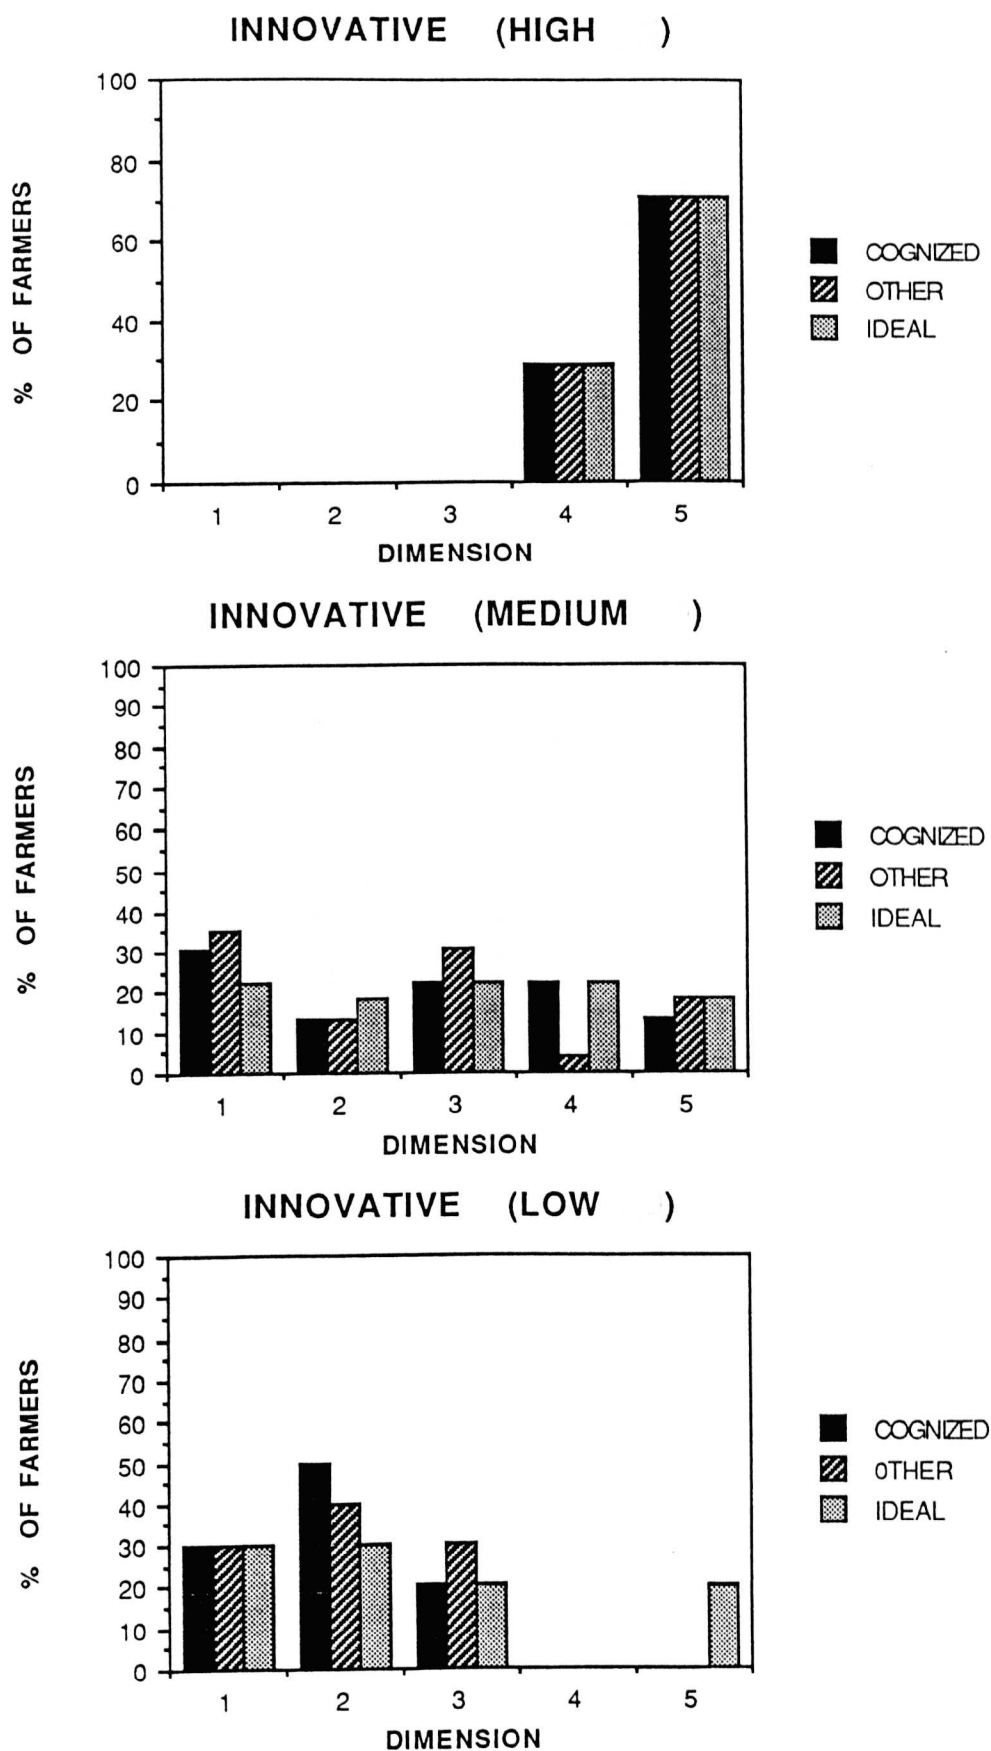 INNOVATIVE (HIGH )
100
80
60
40
20
0
% OF FARMERS
1 2 3 4 5
DIMENSION
COGNIZED
OTHER
IDEAL
INNOVATIVE (MEDIUM )
100
90
80
70
60
50
40
30
20
10
0
% OF FARMERS
1 2 3 4 5
DIMENSION
COGNIZED
OTHER
IDEAL
INNOVATIVE (LOW )
100
90
80
70
60
50
40
30
20
10
0
% OF FARMERS
1 2 3 4 5
DIMENSION
COGNIZED
0THER
IDEAL